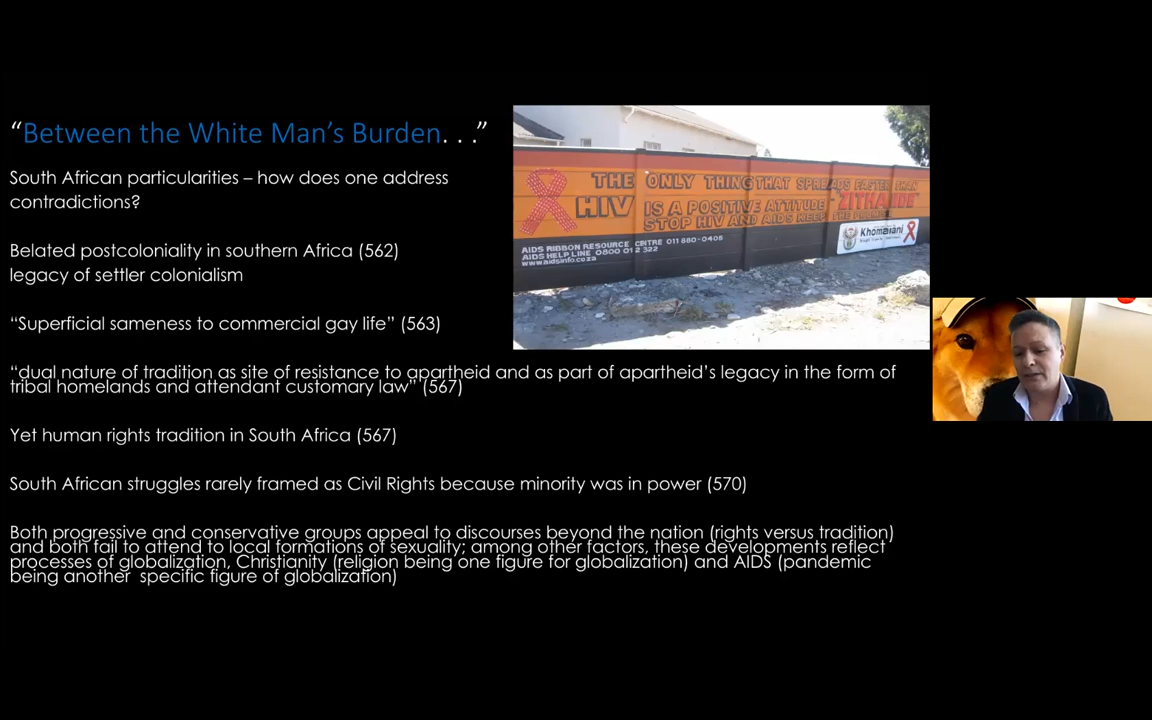 “Between the White Man’s Burden. . .”
South African particularities – how does one address
contradictions?
Belated postcoloniality in southern Africa (562)
legacy of settler colonialism
“Superficial sameness to commercial gay life” (563)
“dual nature of tradition as site of resistance to apartheid and as part of apartheid’s legacy in the form of
tribal homelands and attendant customary law” (567)
Yet human rights tradition in South Africa (567)
South African struggles rarely framed as Civil Rights because minority was in power (570)
Both progressive and conservative groups appeal to discourses beyond the nation (rights versus tradition)
and both fail to attend to local formations of sexuality; among other factors, these developments reflect
processes of globalization, Christianity (religion being one figure for globalization) and AIDS (pandemic
being another specific figure of globalization)
THE ONLY THING THAT SPREADS FASTER THAN
HIV IS A POSITIVE ATTITUDE
STOP HIV AND AIDS KEEP THE
AIDS RIBBON RESOURCE CENTRE 011 880-0405
AIDS HELP LINE 0800 012 322
www.aidsinfo.co.za
Khomanani